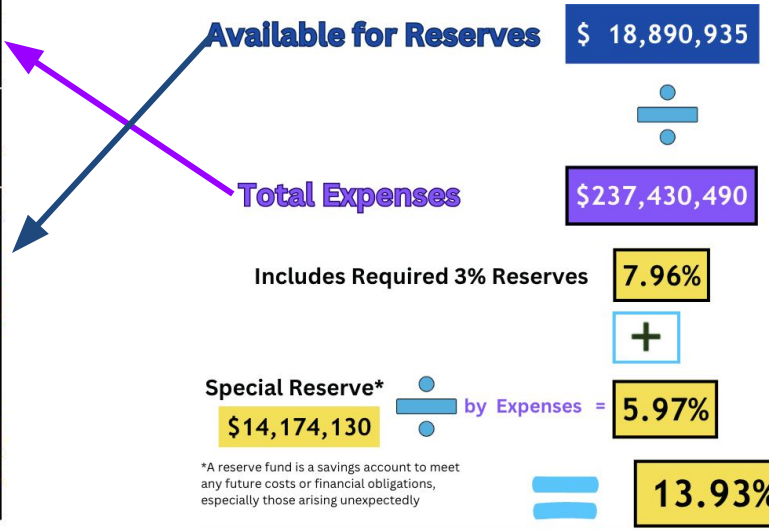 Available for Reserves $ 18,890,935
Total Expenses $237,430,490
Includes Required 3% Reserves 7.96%
+
Special Reserve*
$14,174,130
by Expenses = 5.97%
*A reserve fund is a savings account to meet
any future costs or financial obligations,
especially those arising unexpectedly
13.93%